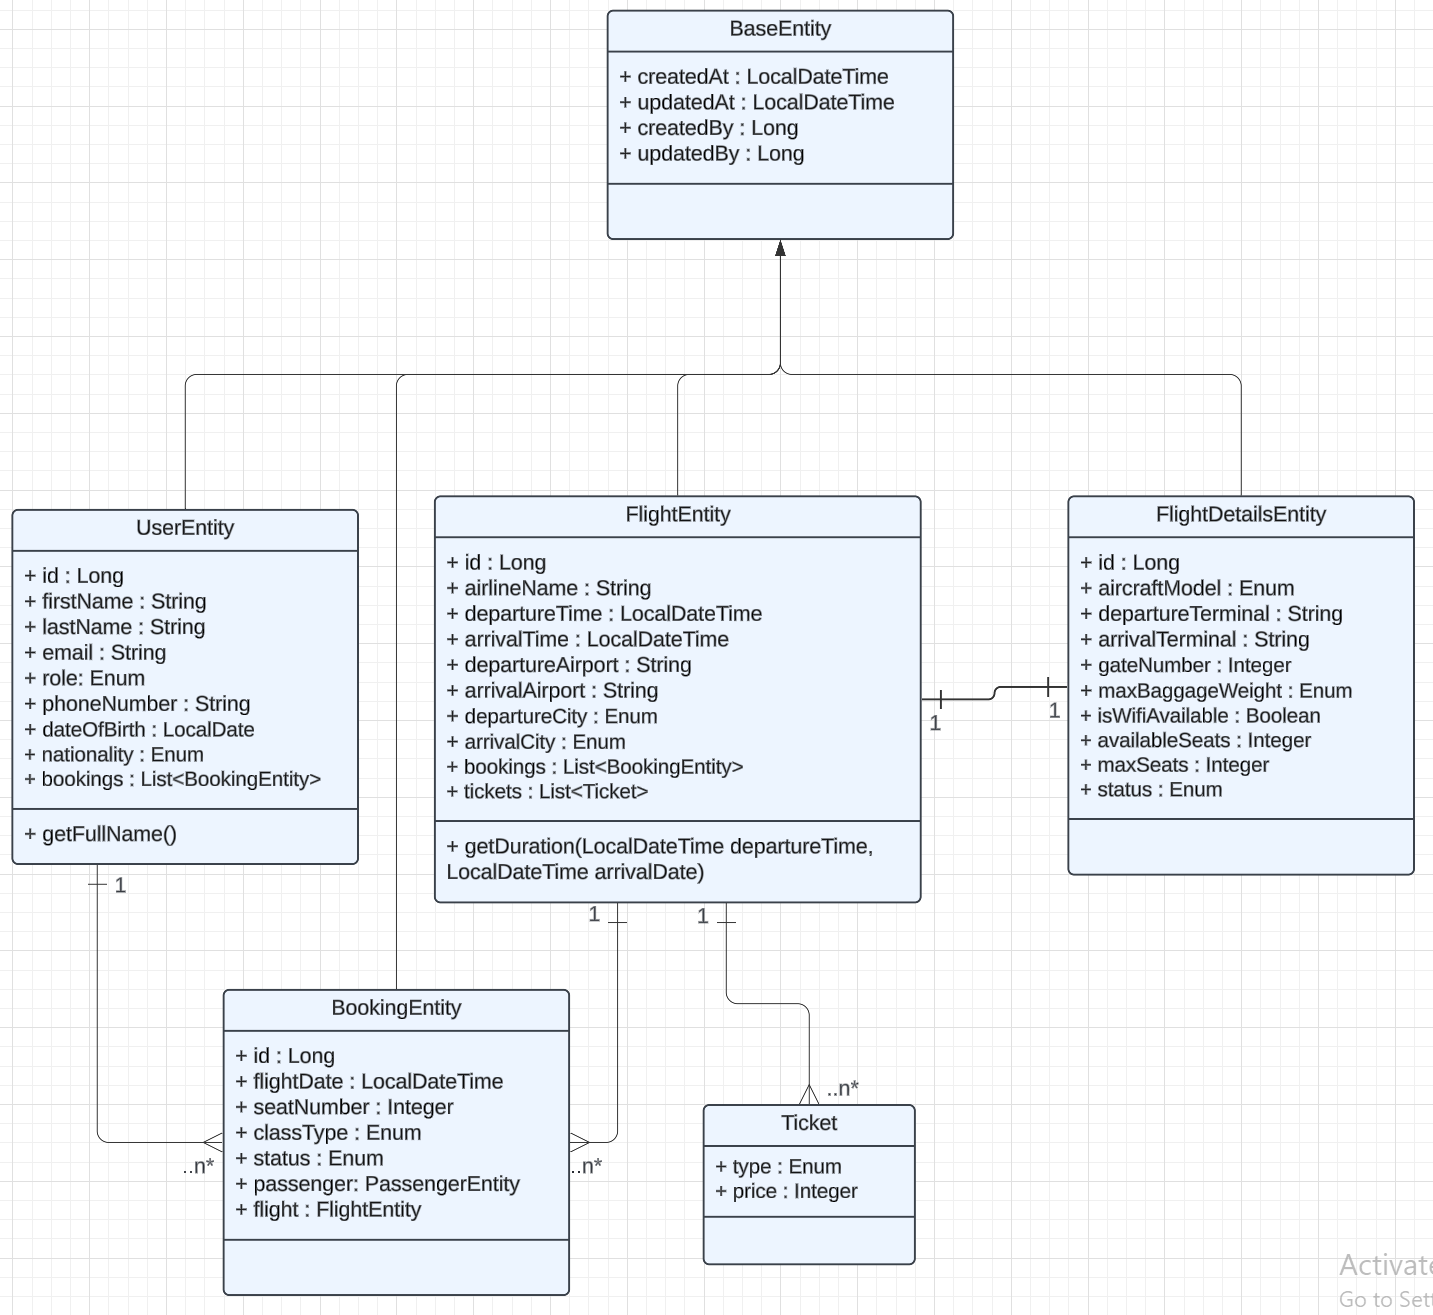 BaseEntity
+ createdAt : LocalDateTime
+ updatedAt : LocalDateTime
+ createdBy : Long
+ updatedBy : Long
UserEntity
+ id : Long
+ firstName : String
+ lastName : String
+ email : String
+ role: Enum
+ phoneNumber : String
+ dateOfBirth : LocalDate
+ nationality : Enum
+ bookings : List<BookingEntity>
+ getFullName()
FlightEntity
+ id : Long
+ airlineName : String
+ departureTime : LocalDateTime
+ arrivalTime : LocalDateTime
+ departureAirport : String
+ arrivalAirport : String
+ departureCity : Enum
+ arrivalCity : Enum
+ bookings : List<BookingEntity>
+ tickets : List<Ticket>
+ getDuration(LocalDateTime departureTime,
LocalDateTime arrivalDate)
FlightDetailsEntity
+ id : Long
+ aircraftModel : Enum
+ departureTerminal : String
+ arrivalTerminal : String
+ gateNumber : Integer
+ maxBaggageWeight : Enum
+ isWifiAvailable : Boolean
+ availableSeats : Integer
+ maxSeats : Integer
+ status : Enum
1
1
1
1
1
BookingEntity
+ id : Long
+ flightDate : LocalDateTime
+ seatNumber : Integer
+ classType : Enum
+ status : Enum
+ passenger: PassengerEntity
+ flight : FlightEntity
..n*
..n*
..n*
Ticket
+ type : Enum
+ price : Integer
Activate
Go to Sett